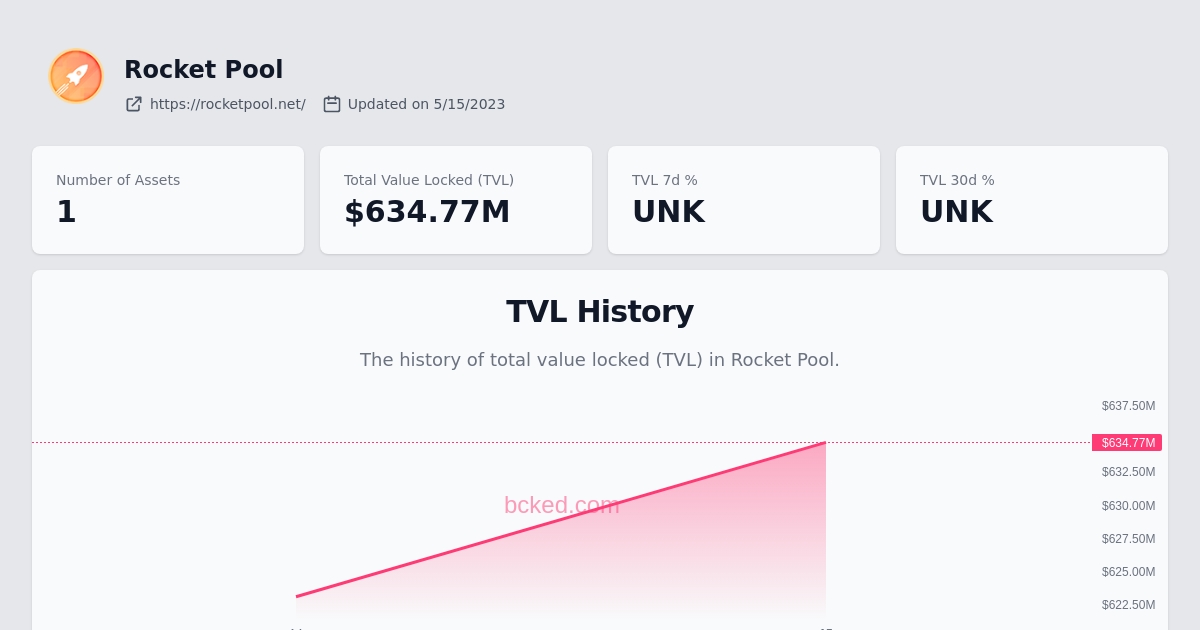 Rocket Pool
https://rocketpool.net/ Updated on 5/15/2023
Number of Assets
1
Total Value Locked (TVL)
$634.77M
TVL 7d %
UNK
TVL 30d %
UNK
TVL History
The history of total value locked (TVL) in Rocket Pool.
$637.50M
$634.77M
$632.50M
bcked.com
$630.00M
$627.50M
$625.00M
$622.50M